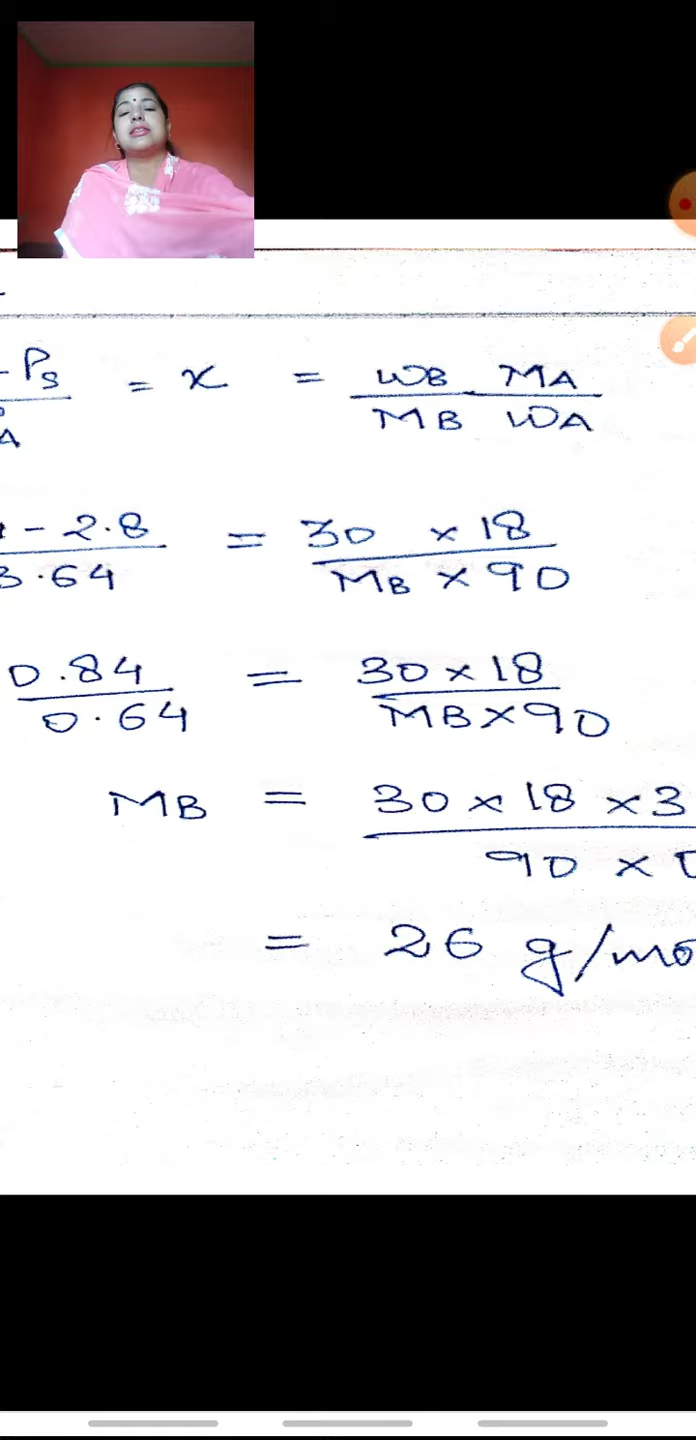 - Ps = x = WB MA
A MB WA
- 2.8 = 30 × 18
3.64 MB × 90
0.84 = 30 × 18
0.64 MB × 90
MB = 30 × 18 × 3
90 × 0
= 26 g/mo